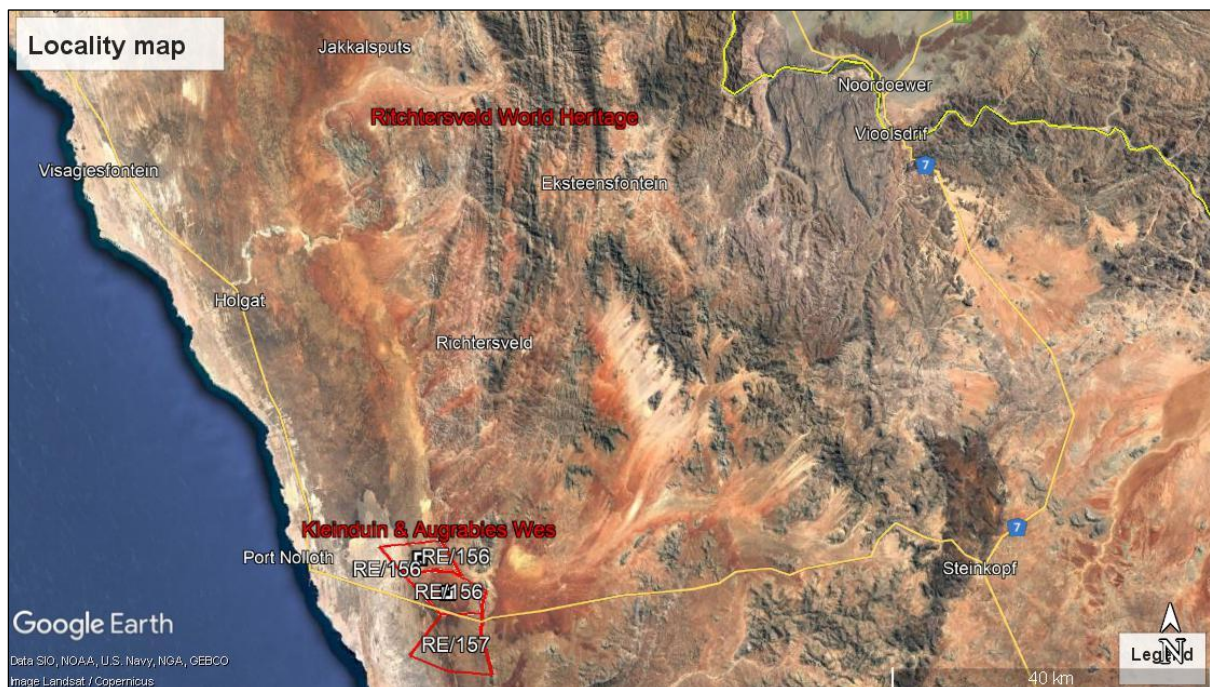 Locality map
B1
Jakkalsputs
Noordoewer
Ritchtersveld World Heritage
Vioolsdrif
7
Visagiesfontein
Eksteensfontein
Holgat
Richtersveld
Kleinduin & Augrabies Wes
7
Port Nolloth
RE/156
RE/156
RE/156
Steinkopf
RE/157
Google Earth
N
Legend
Data SIO, NOAA, U.S. Navy, NGA, GEBCO
Image Landsat / Copernicus
40 km